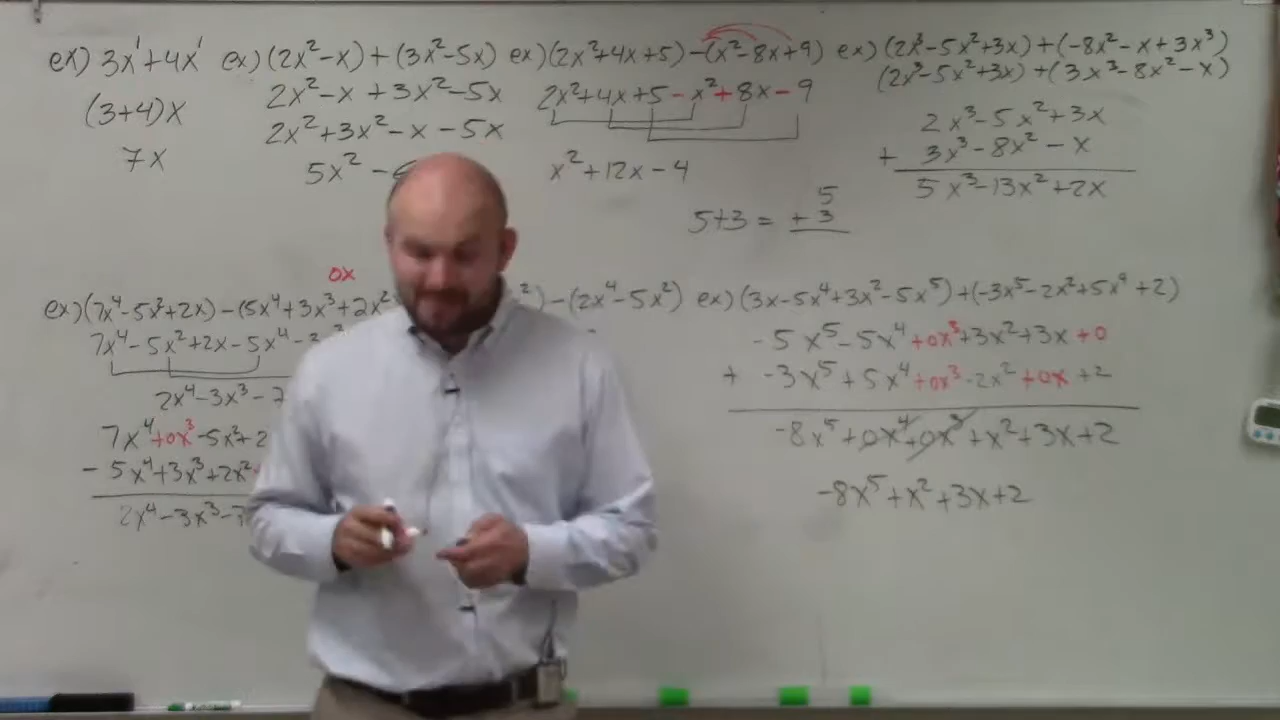 ex) 3x¹+4x¹
(3+4)x
7x
ex) (2x²-x)+(3x²-5x)
2x²-x+3x²-5x
2x²+3x²-x-5x
5x²-
ex) (2x²+4x+5)-(x²-8x+9)
2x²+4x+5-x²+8x-9
x²+12x-4
5+3 =
5
+ 3
ex) (2x³-5x²+3x)+(-8x²-x+3x³)
(2x³-5x²+3x)+(3x³-8x²-x)
2x³-5x²+3x
+ 3x³-8x²-x
5x³-13x²+2x
0x
ex) (7x⁴-5x²+2x)-(5x⁴+3x³+2x²
7x⁴-5x²+2x-5x⁴-3
2x⁴-3x³-7
7x⁴+0x³-5x²+2
- 5x⁴+3x³+2x²
2x⁴-3x³-7
²)-(2x⁴-5x²)
ex) (3x-5x⁴+3x²-5x⁵)+(-3x⁵-2x²+5x⁴+2)
-5x⁵-5x⁴+0x³+3x²+3x+0
+ -3x⁵+5x⁴+0x³-2x²+0x+2
-8x⁵+0x⁴+0x³+x²+3x+2
-8x⁵+x²+3x+2